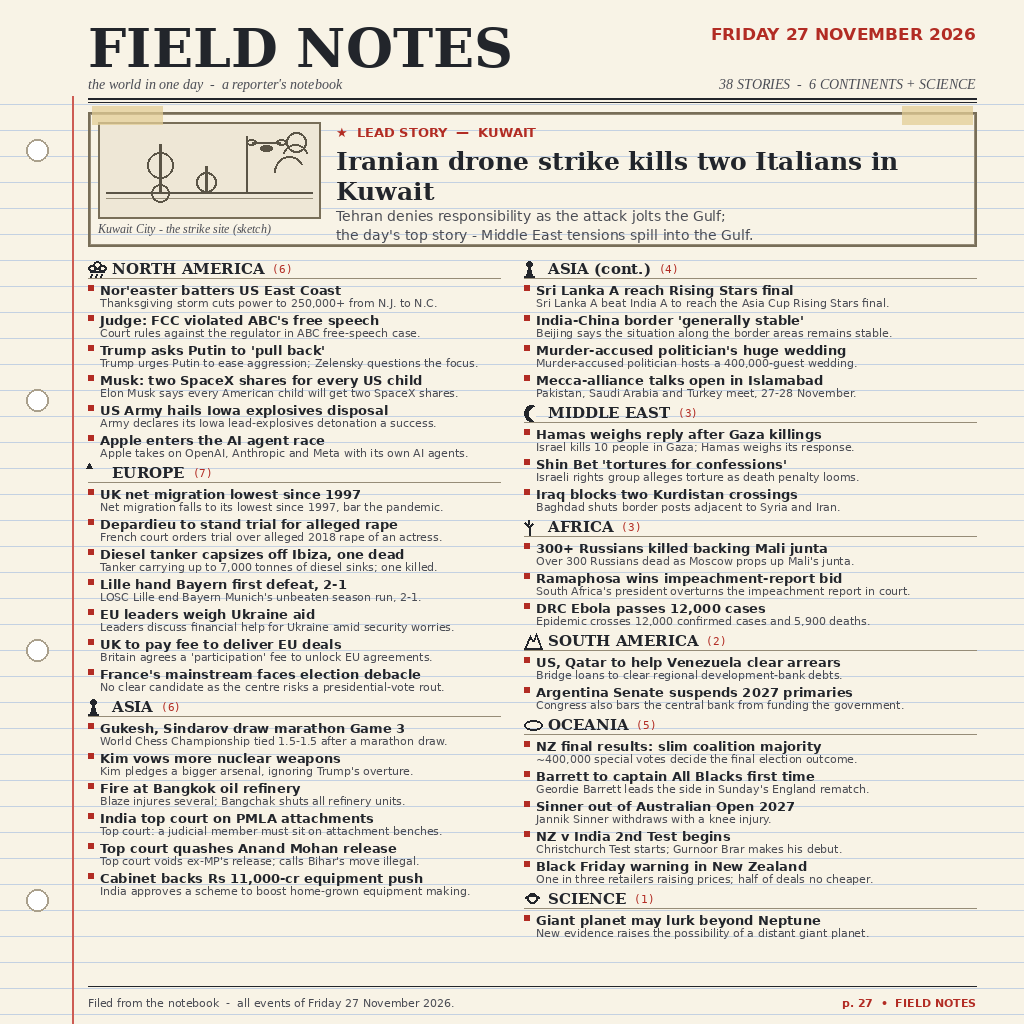 FIELD NOTES
FRIDAY 27 NOVEMBER 2026
the world in one day - a reporter's notebook
38 STORIES - 6 CONTINENTS + SCIENCE
★ LEAD STORY — KUWAIT
Iranian drone strike kills two Italians in
Kuwait
Tehran denies responsibility as the attack jolts the Gulf;
the day's top story - Middle East tensions spill into the Gulf.
Kuwait City - the strike site (sketch)
NORTH AMERICA (6)
Nor'easter batters US East Coast
Thanksgiving storm cuts power to 250,000+ from N.J. to N.C.
Judge: FCC violated ABC's free speech
Court rules against the regulator in ABC free-speech case.
Trump asks Putin to 'pull back'
Trump urges Putin to ease aggression; Zelensky questions the focus.
Musk: two SpaceX shares for every US child
Elon Musk says every American child will get two SpaceX shares.
US Army hails Iowa explosives disposal
Army declares its Iowa lead-explosives detonation a success.
Apple enters the AI agent race
Apple takes on OpenAI, Anthropic and Meta with its own AI agents.
EUROPE (7)
UK net migration lowest since 1997
Net migration falls to its lowest since 1997, bar the pandemic.
Depardieu to stand trial for alleged rape
French court orders trial over alleged 2018 rape of an actress.
Diesel tanker capsizes off Ibiza, one dead
Tanker carrying up to 7,000 tonnes of diesel sinks; one killed.
Lille hand Bayern first defeat, 2-1
LOSC Lille end Bayern Munich's unbeaten season run, 2-1.
EU leaders weigh Ukraine aid
Leaders discuss financial help for Ukraine amid security worries.
UK to pay fee to deliver EU deals
Britain agrees a 'participation' fee to unlock EU agreements.
France's mainstream faces election debacle
No clear candidate as the centre risks a presidential-vote rout.
ASIA (6)
Gukesh, Sindarov draw marathon Game 3
World Chess Championship tied 1.5-1.5 after a marathon draw.
Kim vows more nuclear weapons
Kim pledges a bigger arsenal, ignoring Trump's overture.
Fire at Bangkok oil refinery
Blaze injures several; Bangchak shuts all refinery units.
India top court on PMLA attachments
Top court: a judicial member must sit on attachment benches.
Top court quashes Anand Mohan release
Top court voids ex-MP's release; calls Bihar's move illegal.
Cabinet backs Rs 11,000-cr equipment push
India approves a scheme to boost home-grown equipment making.
ASIA (cont.) (4)
Sri Lanka A reach Rising Stars final
Sri Lanka A beat India A to reach the Asia Cup Rising Stars final.
India-China border 'generally stable'
Beijing says the situation along the border areas remains stable.
Murder-accused politician's huge wedding
Murder-accused politician hosts a 400,000-guest wedding.
Mecca-alliance talks open in Islamabad
Pakistan, Saudi Arabia and Turkey meet, 27-28 November.
MIDDLE EAST (3)
Hamas weighs reply after Gaza killings
Israel kills 10 people in Gaza; Hamas weighs its response.
Shin Bet 'tortures for confessions'
Israeli rights group alleges torture as death penalty looms.
Iraq blocks two Kurdistan crossings
Baghdad shuts border posts adjacent to Syria and Iran.
AFRICA (3)
300+ Russians killed backing Mali junta
Over 300 Russians dead as Moscow props up Mali's junta.
Ramaphosa wins impeachment-report bid
South Africa's president overturns the impeachment report in court.
DRC Ebola passes 12,000 cases
Epidemic crosses 12,000 confirmed cases and 5,900 deaths.
SOUTH AMERICA (2)
US, Qatar to help Venezuela clear arrears
Bridge loans to clear regional development-bank debts.
Argentina Senate suspends 2027 primaries
Congress also bars the central bank from funding the government.
OCEANIA (5)
NZ final results: slim coalition majority
~400,000 special votes decide the final election outcome.
Barrett to captain All Blacks first time
Geordie Barrett leads the side in Sunday's England rematch.
Sinner out of Australian Open 2027
Jannik Sinner withdraws with a knee injury.
NZ v India 2nd Test begins
Christchurch Test starts; Gurnoor Brar makes his debut.
Black Friday warning in New Zealand
One in three retailers raising prices; half of deals no cheaper.
SCIENCE (1)
Giant planet may lurk beyond Neptune
New evidence raises the possibility of a distant giant planet.
Filed from the notebook - all events of Friday 27 November 2026.
p. 27 • FIELD NOTES